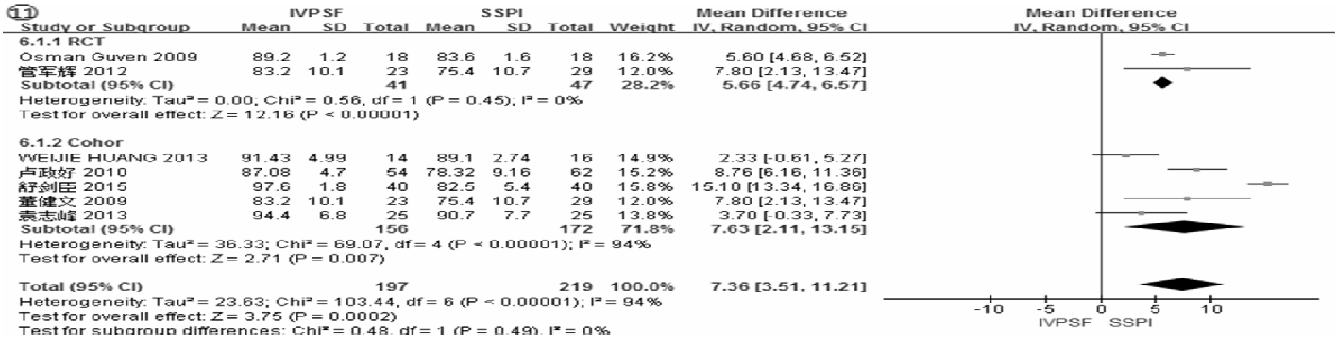 ⑪ IVPSF SSPI Mean Difference Mean Difference
Study or Subgroup Mean SD Total Mean SD Total Weight IV, Random, 95% CI IV, Random, 95% CI
6.1.1 RCT
Osman Guven 2009 89.2 1.2 18 83.6 1.6 18 16.2% 5.60 [4.68, 6.52]
管军辉 2012 83.2 10.1 23 75.4 10.7 29 12.0% 7.80 [2.13, 13.47]
Subtotal (95% CI) 41 47 28.2% 5.66 [4.74, 6.57]
Heterogeneity: Tau² = 0.00; Chi² = 0.56, df = 1 (P = 0.45); I² = 0%
Test for overall effect: Z = 12.16 (P < 0.00001)
6.1.2 Cohor
WEIJIE HUANG 2013 91.43 4.99 14 89.1 2.74 16 14.9% 2.33 [-0.61, 5.27]
卢政好 2010 87.08 4.7 54 78.32 9.16 62 15.2% 8.76 [6.16, 11.36]
舒剑臣 2015 97.6 1.8 40 82.5 5.4 40 15.8% 15.10 [13.34, 16.86]
董健文 2009 83.2 10.1 23 75.4 10.7 29 12.0% 7.80 [2.13, 13.47]
袁志峰 2013 94.4 6.8 25 90.7 7.7 25 13.8% 3.70 [-0.33, 7.73]
Subtotal (95% CI) 156 172 71.8% 7.63 [2.11, 13.15]
Heterogeneity: Tau² = 36.33; Chi² = 69.07, df = 4 (P < 0.00001); I² = 94%
Test for overall effect: Z = 2.71 (P = 0.007)
Total (95% CI) 197 219 100.0% 7.36 [3.51, 11.21]
Heterogeneity: Tau² = 23.63; Chi² = 103.44, df = 6 (P < 0.00001); I² = 94%
Test for overall effect: Z = 3.75 (P = 0.0002)
Test for subgroup differences: Chi² = 0.48, df = 1 (P = 0.49), I² = 0%
-10 -5 0 5 10
IVPSF SSPI